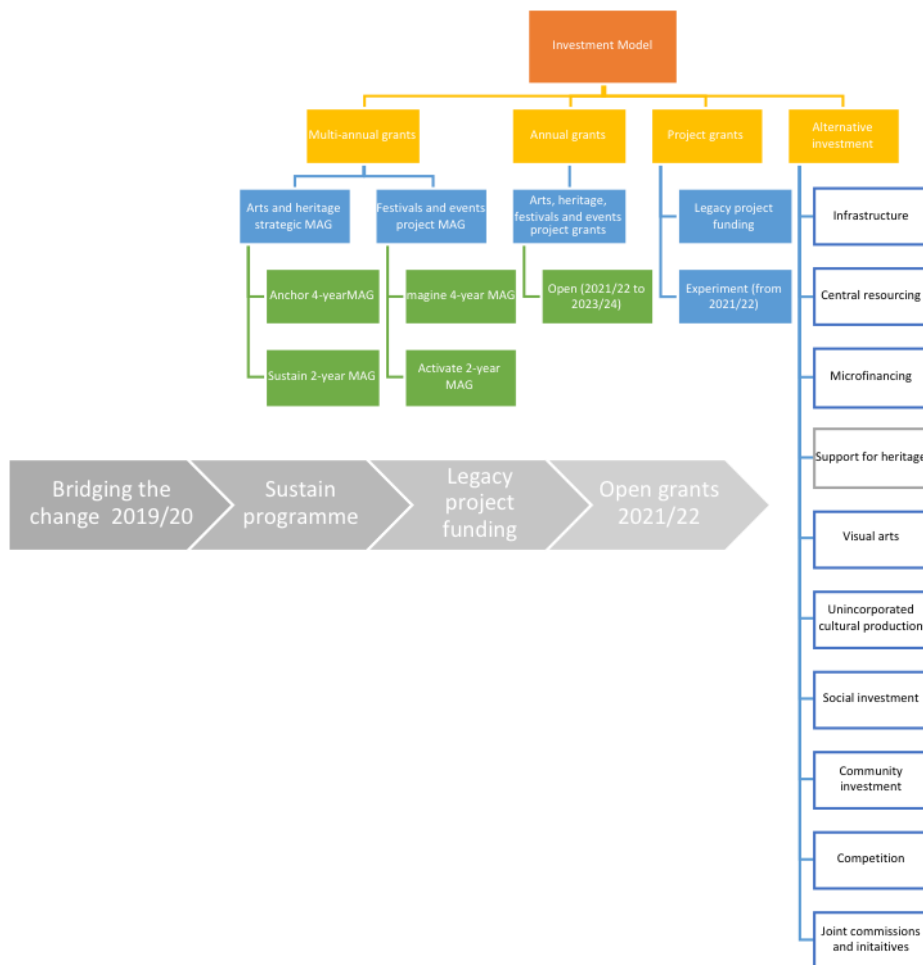 Investment Model
Multi-annual grants
Annual grants
Project grants
Alternative
investment
Arts and heritage
strategic MAG
Festivals and events
project MAG
Arts, heritage,
festivals and events
project grants
Legacy project
funding
Infrastructure
Anchor 4-yearMAG
magine 4-year MAG
Open (2021/22 to
2023/24)
Experiment (from
2021/22)
Central resourcing
Sustain 2-year MAG
Activate 2-year
MAG
Microfinancing
Support for heritage
Bridging the
change 2019/20
Sustain
programme
Legacy
project
funding
Open grants
2021/22
Visual arts
Unincorporated
cultural production
Social investment
Community
investment
Competition
Joint commissions
and initaitives